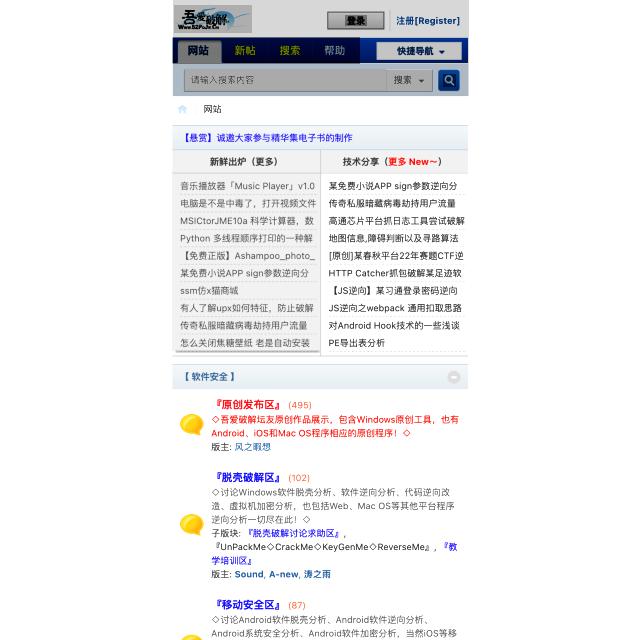 吾爱破解
Www.52PoJie.Cn
登录
注册[Register]
网站 新帖 搜索 帮助 快捷导航
请输入搜索内容 搜索
网站
【悬赏】诚邀大家参与精华集电子书的制作
新鲜出炉（更多）
技术分享（更多 New~）
音乐播放器「Music Player」v1.0
电脑是不是中毒了，打开视频文件
MSICtorJME10a 科学计算器，数
Python 多线程顺序打印的一种解
【免费正版】Ashampoo_photo_
某免费小说APP sign参数逆向分
ssm仿x猫商城
有人了解upx如何特征，防止破解
传奇私服暗藏病毒劫持用户流量
怎么关闭焦糖壁纸 老是自动安装
某免费小说APP sign参数逆向分
传奇私服暗藏病毒劫持用户流量
高通芯片平台抓日志工具尝试破解
地图信息,障碍判断以及寻路算法
[原创]某春秋平台22年赛题CTF逆
HTTP Catcher抓包破解某足迹软
【JS逆向】某习通登录密码逆向
JS逆向之webpack 通用扣取思路
对Android Hook技术的一些浅谈
PE导出表分析
【 软件安全 】
『原创发布区』 (495)
◇吾爱破解坛友原创作品展示，包含Windows原创工具，也有
Android、iOS和Mac OS程序相应的原创程序！◇
版主: 风之暇想
『脱壳破解区』 (102)
◇讨论Windows软件脱壳分析、软件逆向分析、代码逆向改
造、虚拟机加密分析，也包括Web、Mac OS等其他平台程序
逆向分析一切尽在此！◇
子版块: 『脱壳破解讨论求助区』,
『UnPackMe◇CrackMe◇KeyGenMe◇ReverseMe』, 『教
学培训区』
版主: Sound, A-new, 涛之雨
『移动安全区』 (87)
◇讨论Android软件脱壳分析、Android软件逆向分析、
Android系统安全分析、Android软件加密分析，当然iOS等移